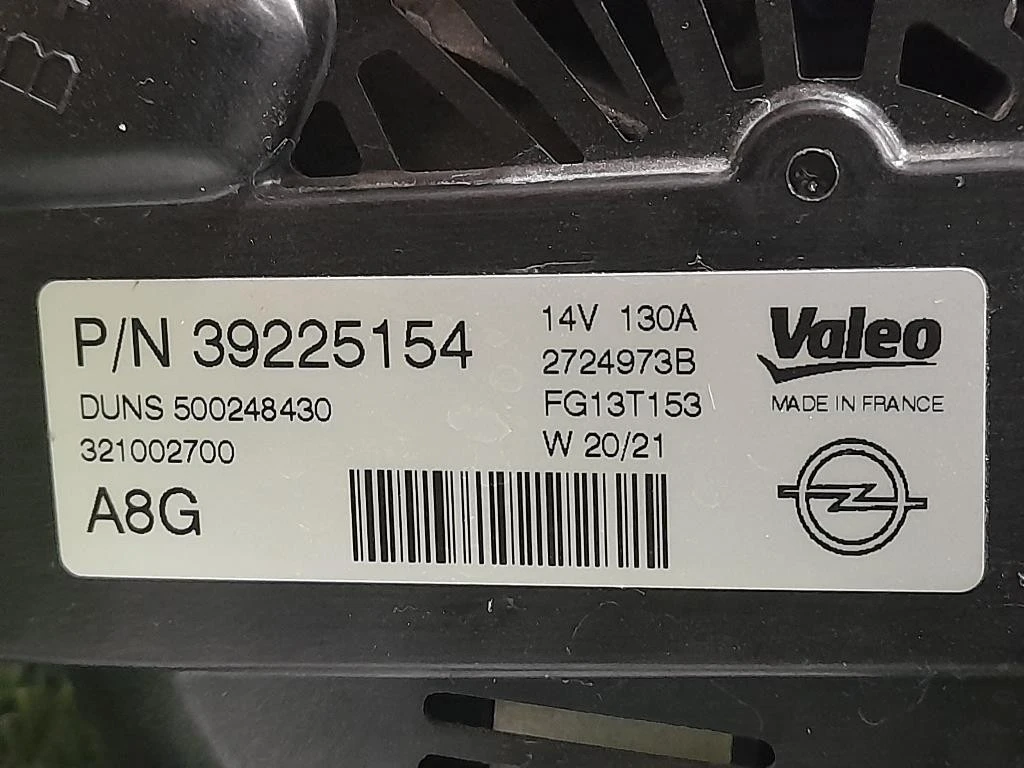 B+
P/N 39225154
DUNS 500248430
321002700
A8G
14V 130A
2724973B
FG13T153
W 20/21
Valeo
MADE IN FRANCE